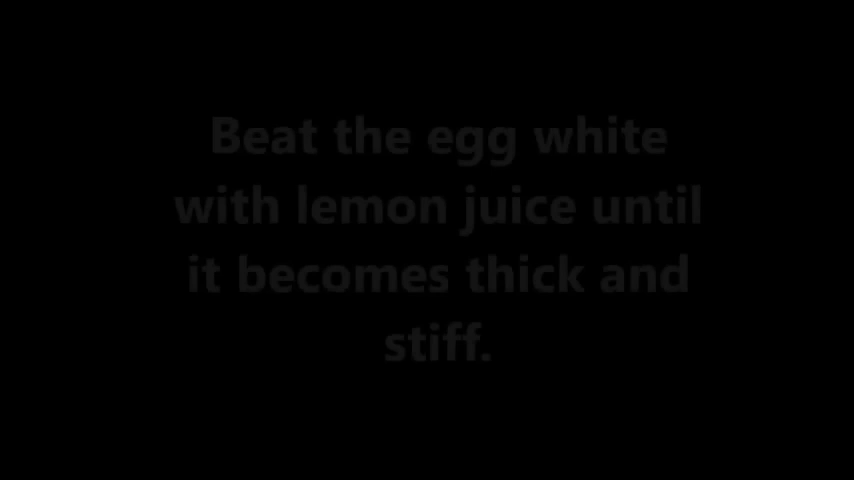 Beat the egg white
with lemon juice until
it becomes thick and
stiff.